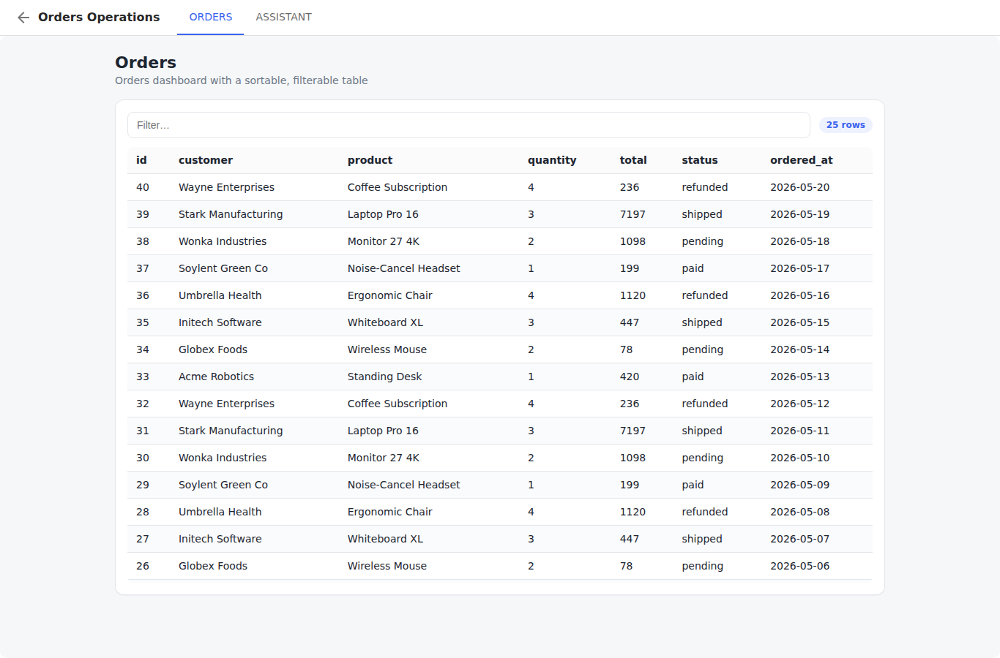 Orders Operations ORDERS ASSISTANT
Orders
Orders dashboard with a sortable, filterable table
Filter… 25 rows
id customer product quantity total status ordered_at
40 Wayne Enterprises Coffee Subscription 4 236 refunded 2026-05-20
39 Stark Manufacturing Laptop Pro 16 3 7197 shipped 2026-05-19
38 Wonka Industries Monitor 27 4K 2 1098 pending 2026-05-18
37 Soylent Green Co Noise-Cancel Headset 1 199 paid 2026-05-17
36 Umbrella Health Ergonomic Chair 4 1120 refunded 2026-05-16
35 Initech Software Whiteboard XL 3 447 shipped 2026-05-15
34 Globex Foods Wireless Mouse 2 78 pending 2026-05-14
33 Acme Robotics Standing Desk 1 420 paid 2026-05-13
32 Wayne Enterprises Coffee Subscription 4 236 refunded 2026-05-12
31 Stark Manufacturing Laptop Pro 16 3 7197 shipped 2026-05-11
30 Wonka Industries Monitor 27 4K 2 1098 pending 2026-05-10
29 Soylent Green Co Noise-Cancel Headset 1 199 paid 2026-05-09
28 Umbrella Health Ergonomic Chair 4 1120 refunded 2026-05-08
27 Initech Software Whiteboard XL 3 447 shipped 2026-05-07
26 Globex Foods Wireless Mouse 2 78 pending 2026-05-06